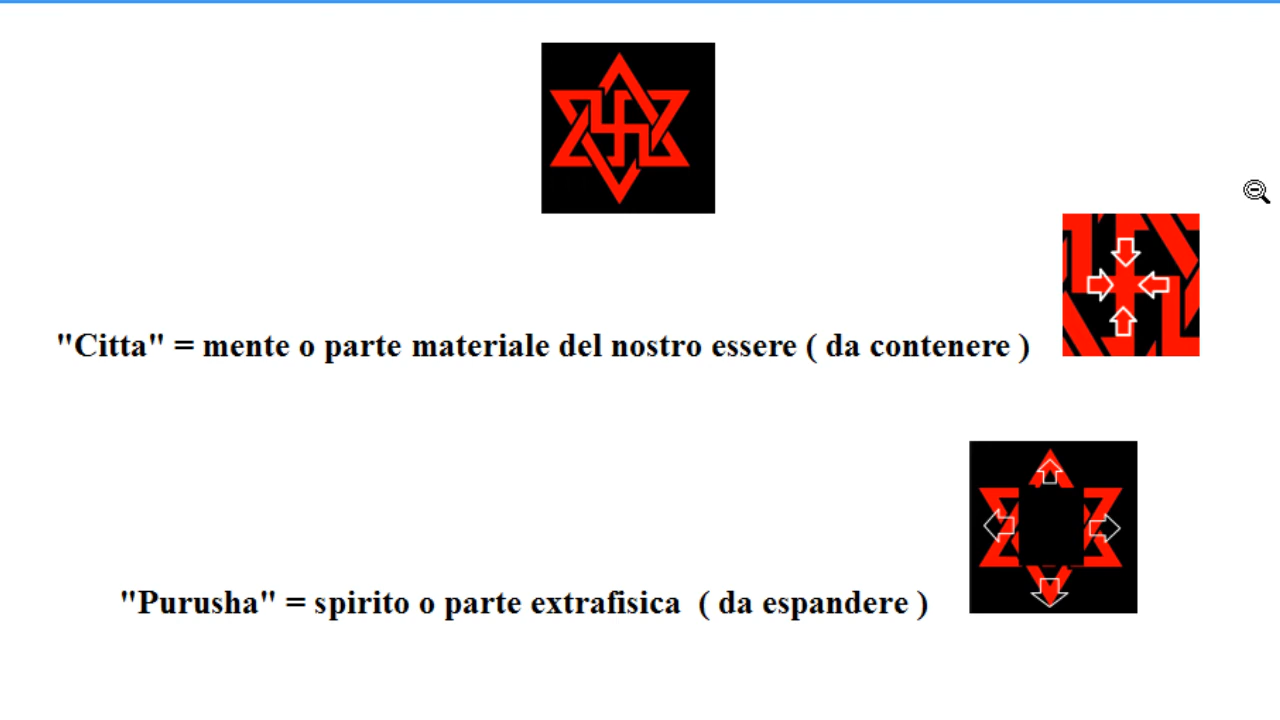 "Citta" = mente o parte materiale del nostro essere ( da contenere )
"Purusha" = spirito o parte extrafisica ( da espandere )